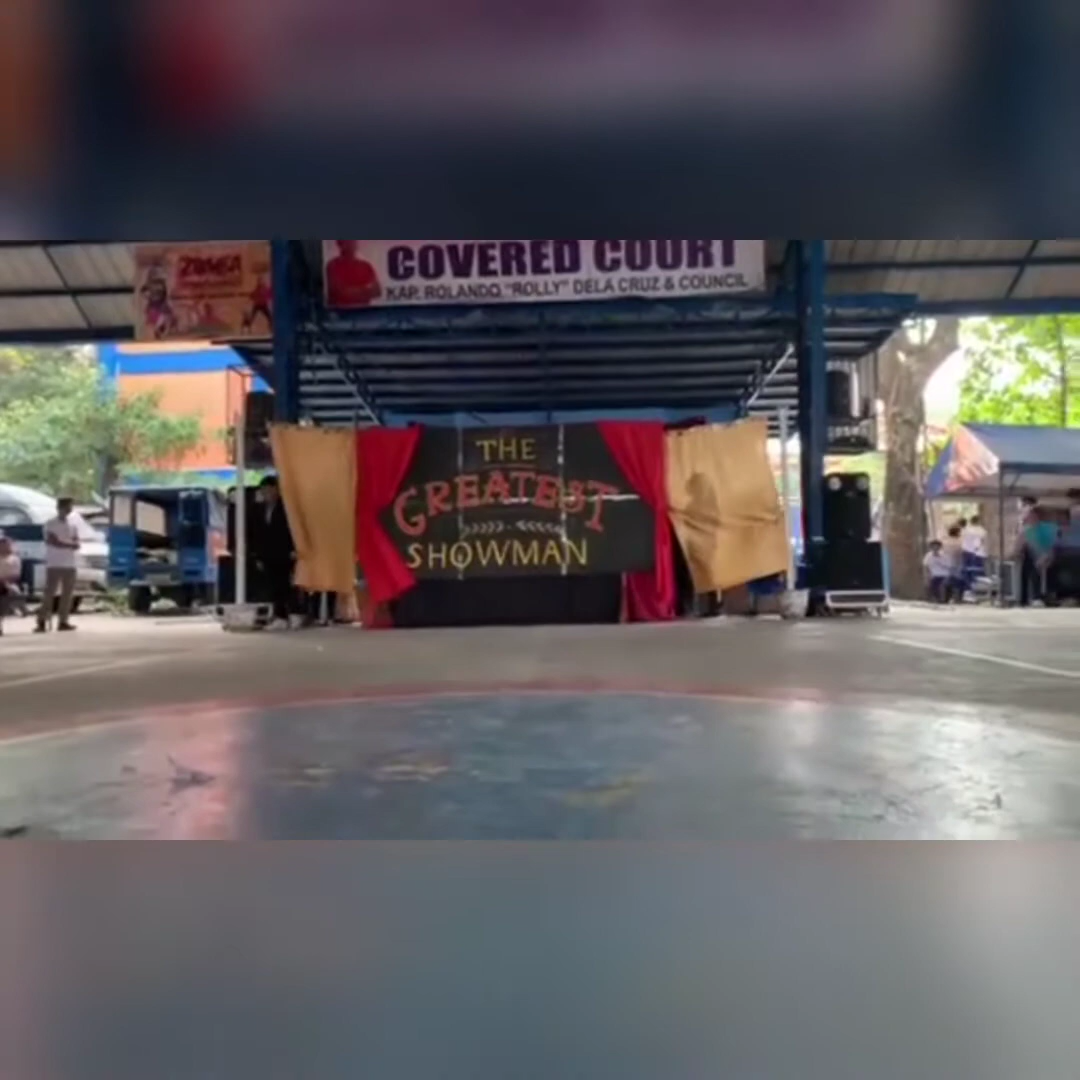 ZUMBA
COVERED COURT
KAP. ROLANDO "ROLLY" DELA CRUZ & COUNCIL
THE
GREATEST
SHOWMAN